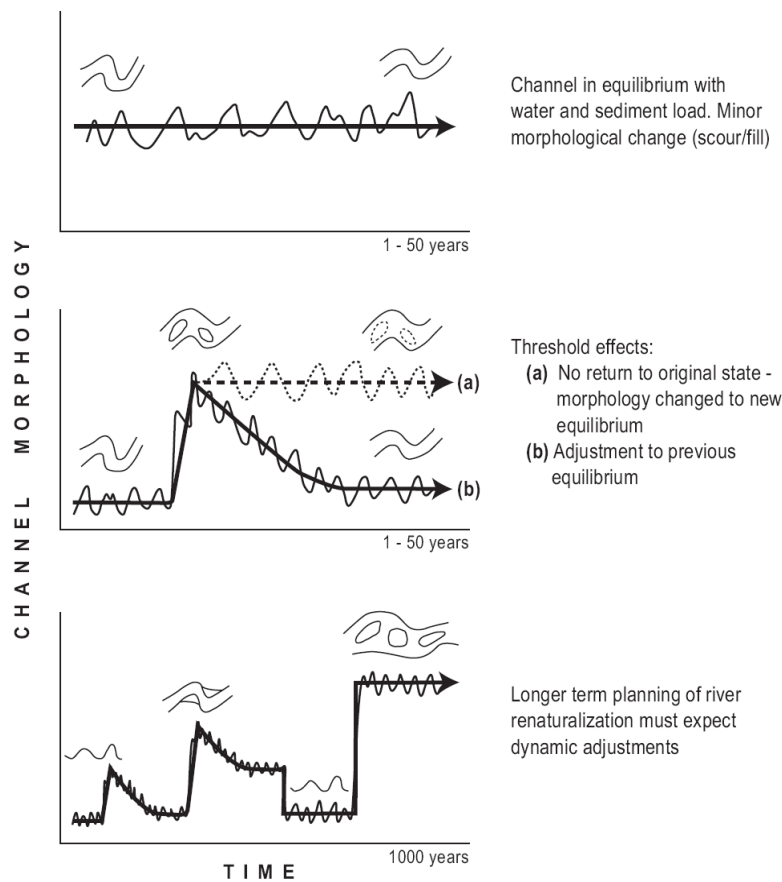 Channel in equilibrium with
water and sediment load. Minor
morphological change (scour/fill)
1 - 50 years
CHANNEL MORPHOLOGY
Threshold effects:
(a) No return to original state -
morphology changed to new
equilibrium
(b) Adjustment to previous
equilibrium
(a)
(b)
1 - 50 years
Longer term planning of river
renaturalization must expect
dynamic adjustments
1000 years
TIME